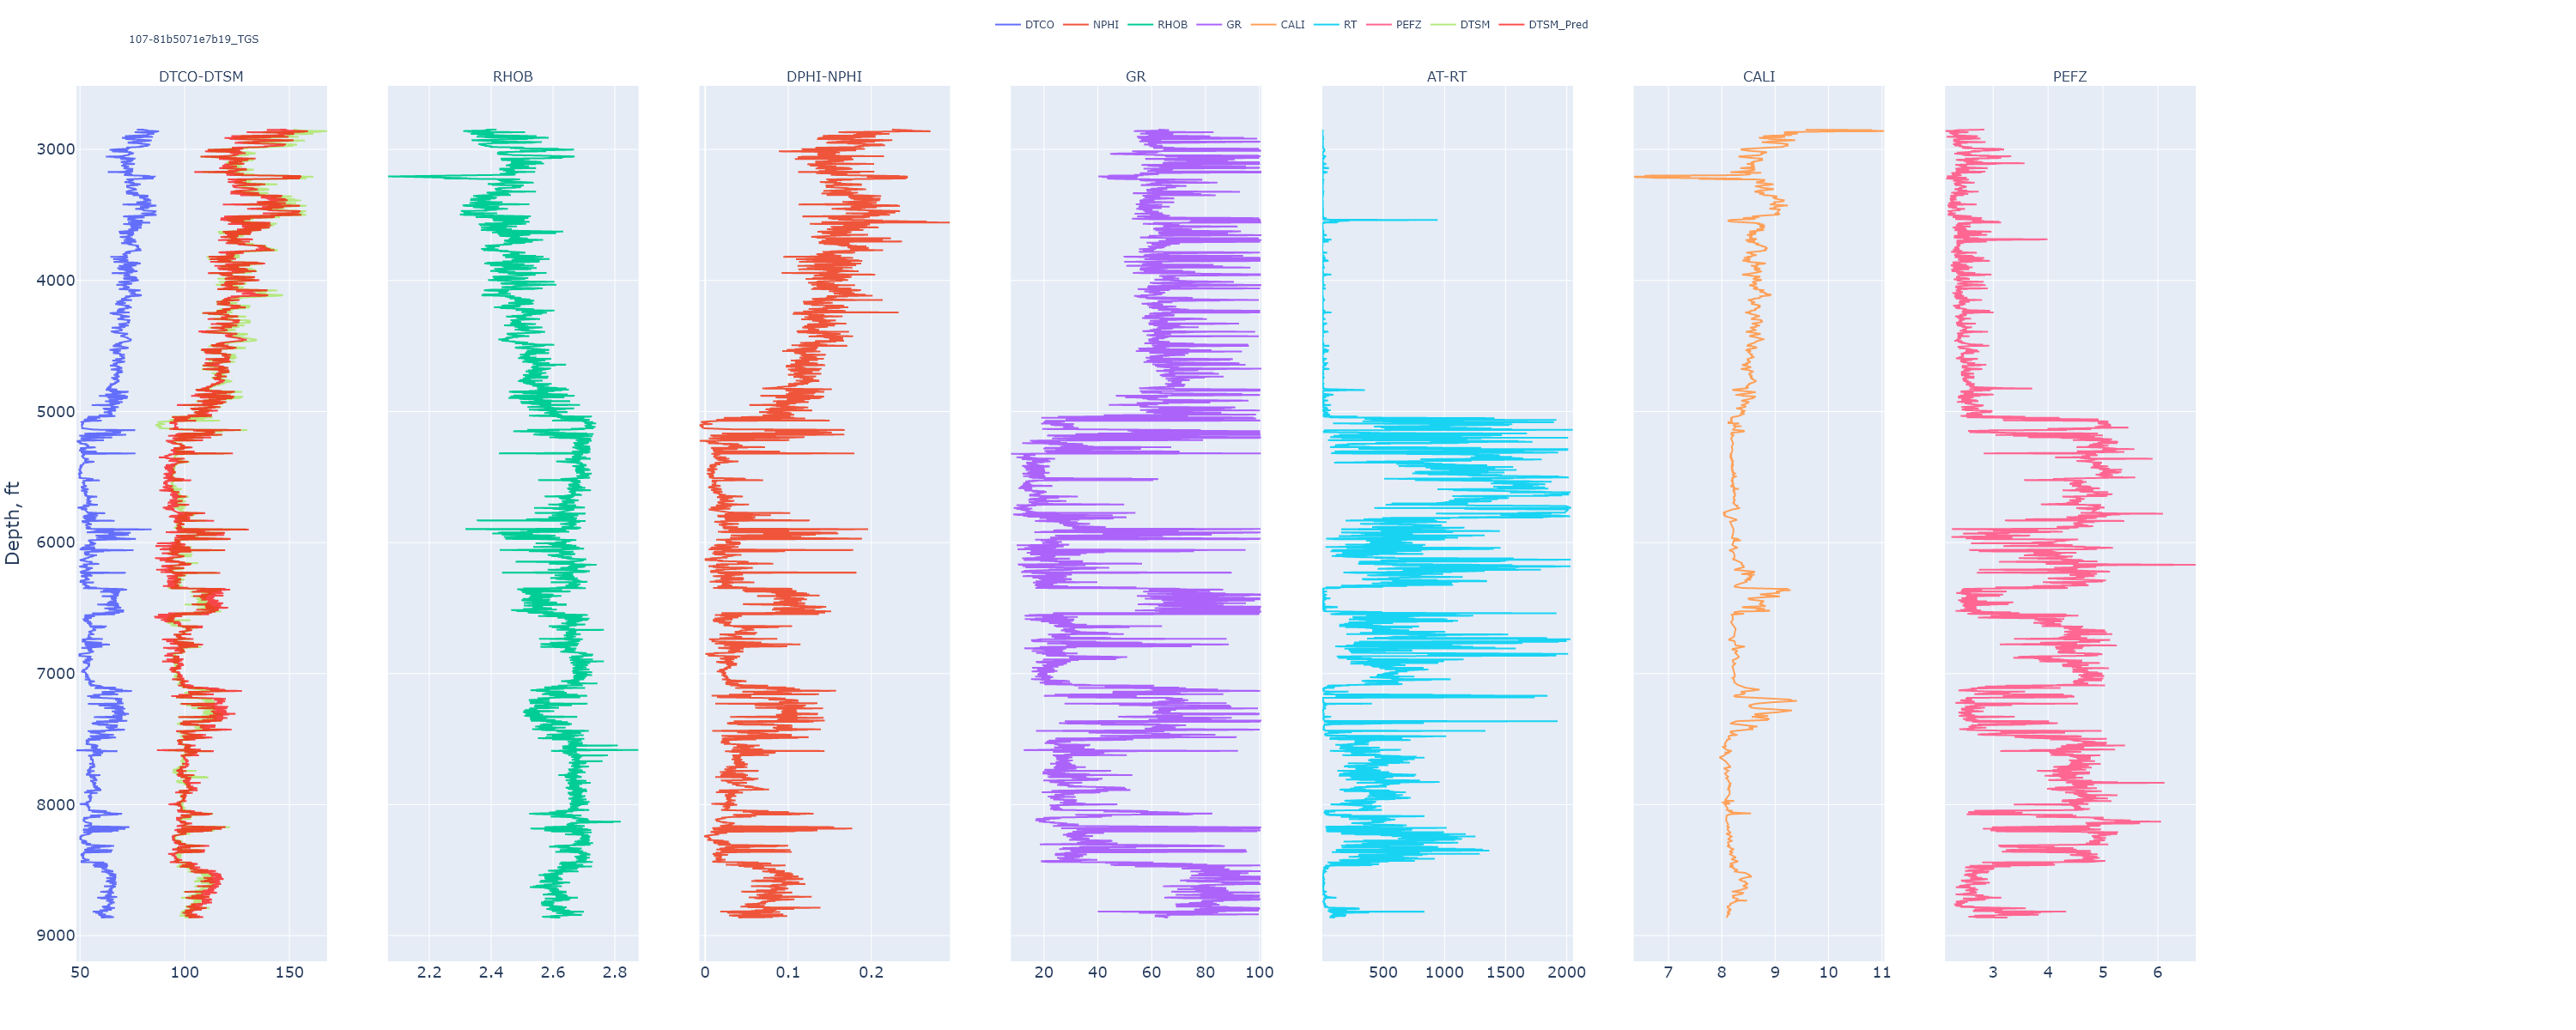 DTCO NPHI RHOB GR CALI RT PEFZ DTSM DTSM_Pred
107-81b5071e7b19_TGS
DTCO-DTSM RHOB DPHI-NPHI GR AT-RT CALI PEFZ
Depth, ft
3000
4000
5000
6000
7000
8000
9000
50 100 150 2.2 2.4 2.6 2.8 0 0.1 0.2 20 40 60 80 100 500 1000 1500 2000 7 8 9 10 11 3 4 5 6